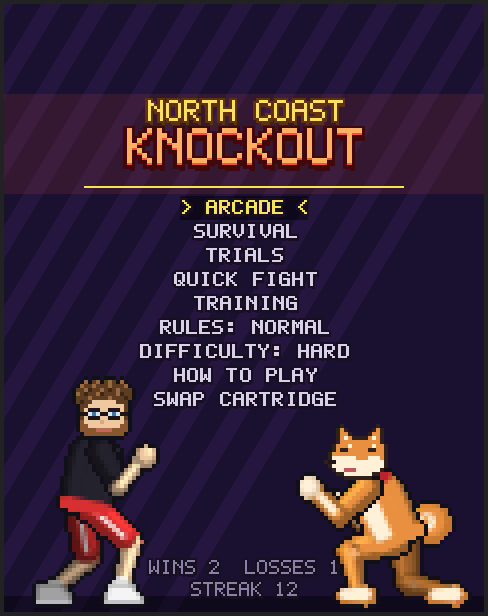 NORTH COAST
KNOCKOUT
> ARCADE <
SURVIVAL
TRIALS
QUICK FIGHT
TRAINING
RULES: NORMAL
DIFFICULTY: HARD
HOW TO PLAY
SWAP CARTRIDGE
WINS 2 LOSSES 1
STREAK 12